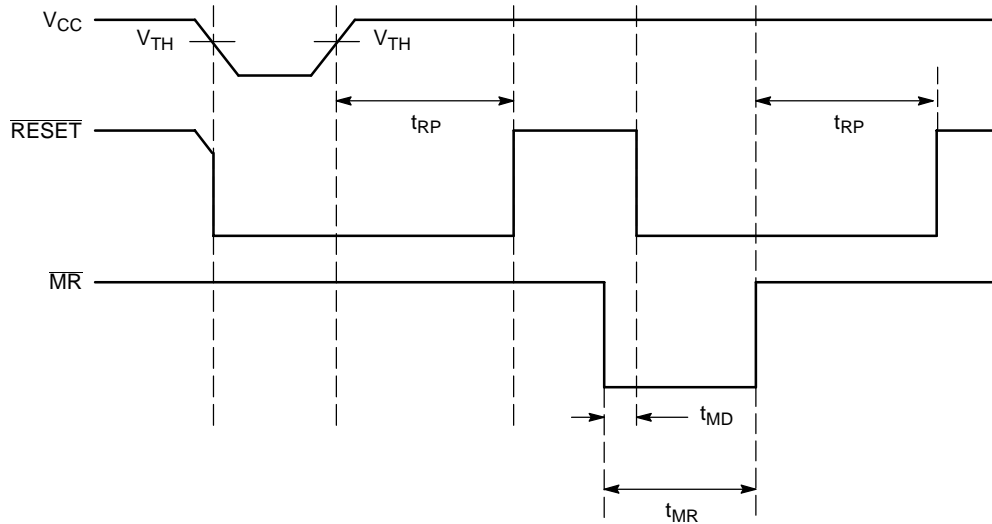 VCC
VTH
VTH
tRP
tRP
RESET
MR
tMD
tMR